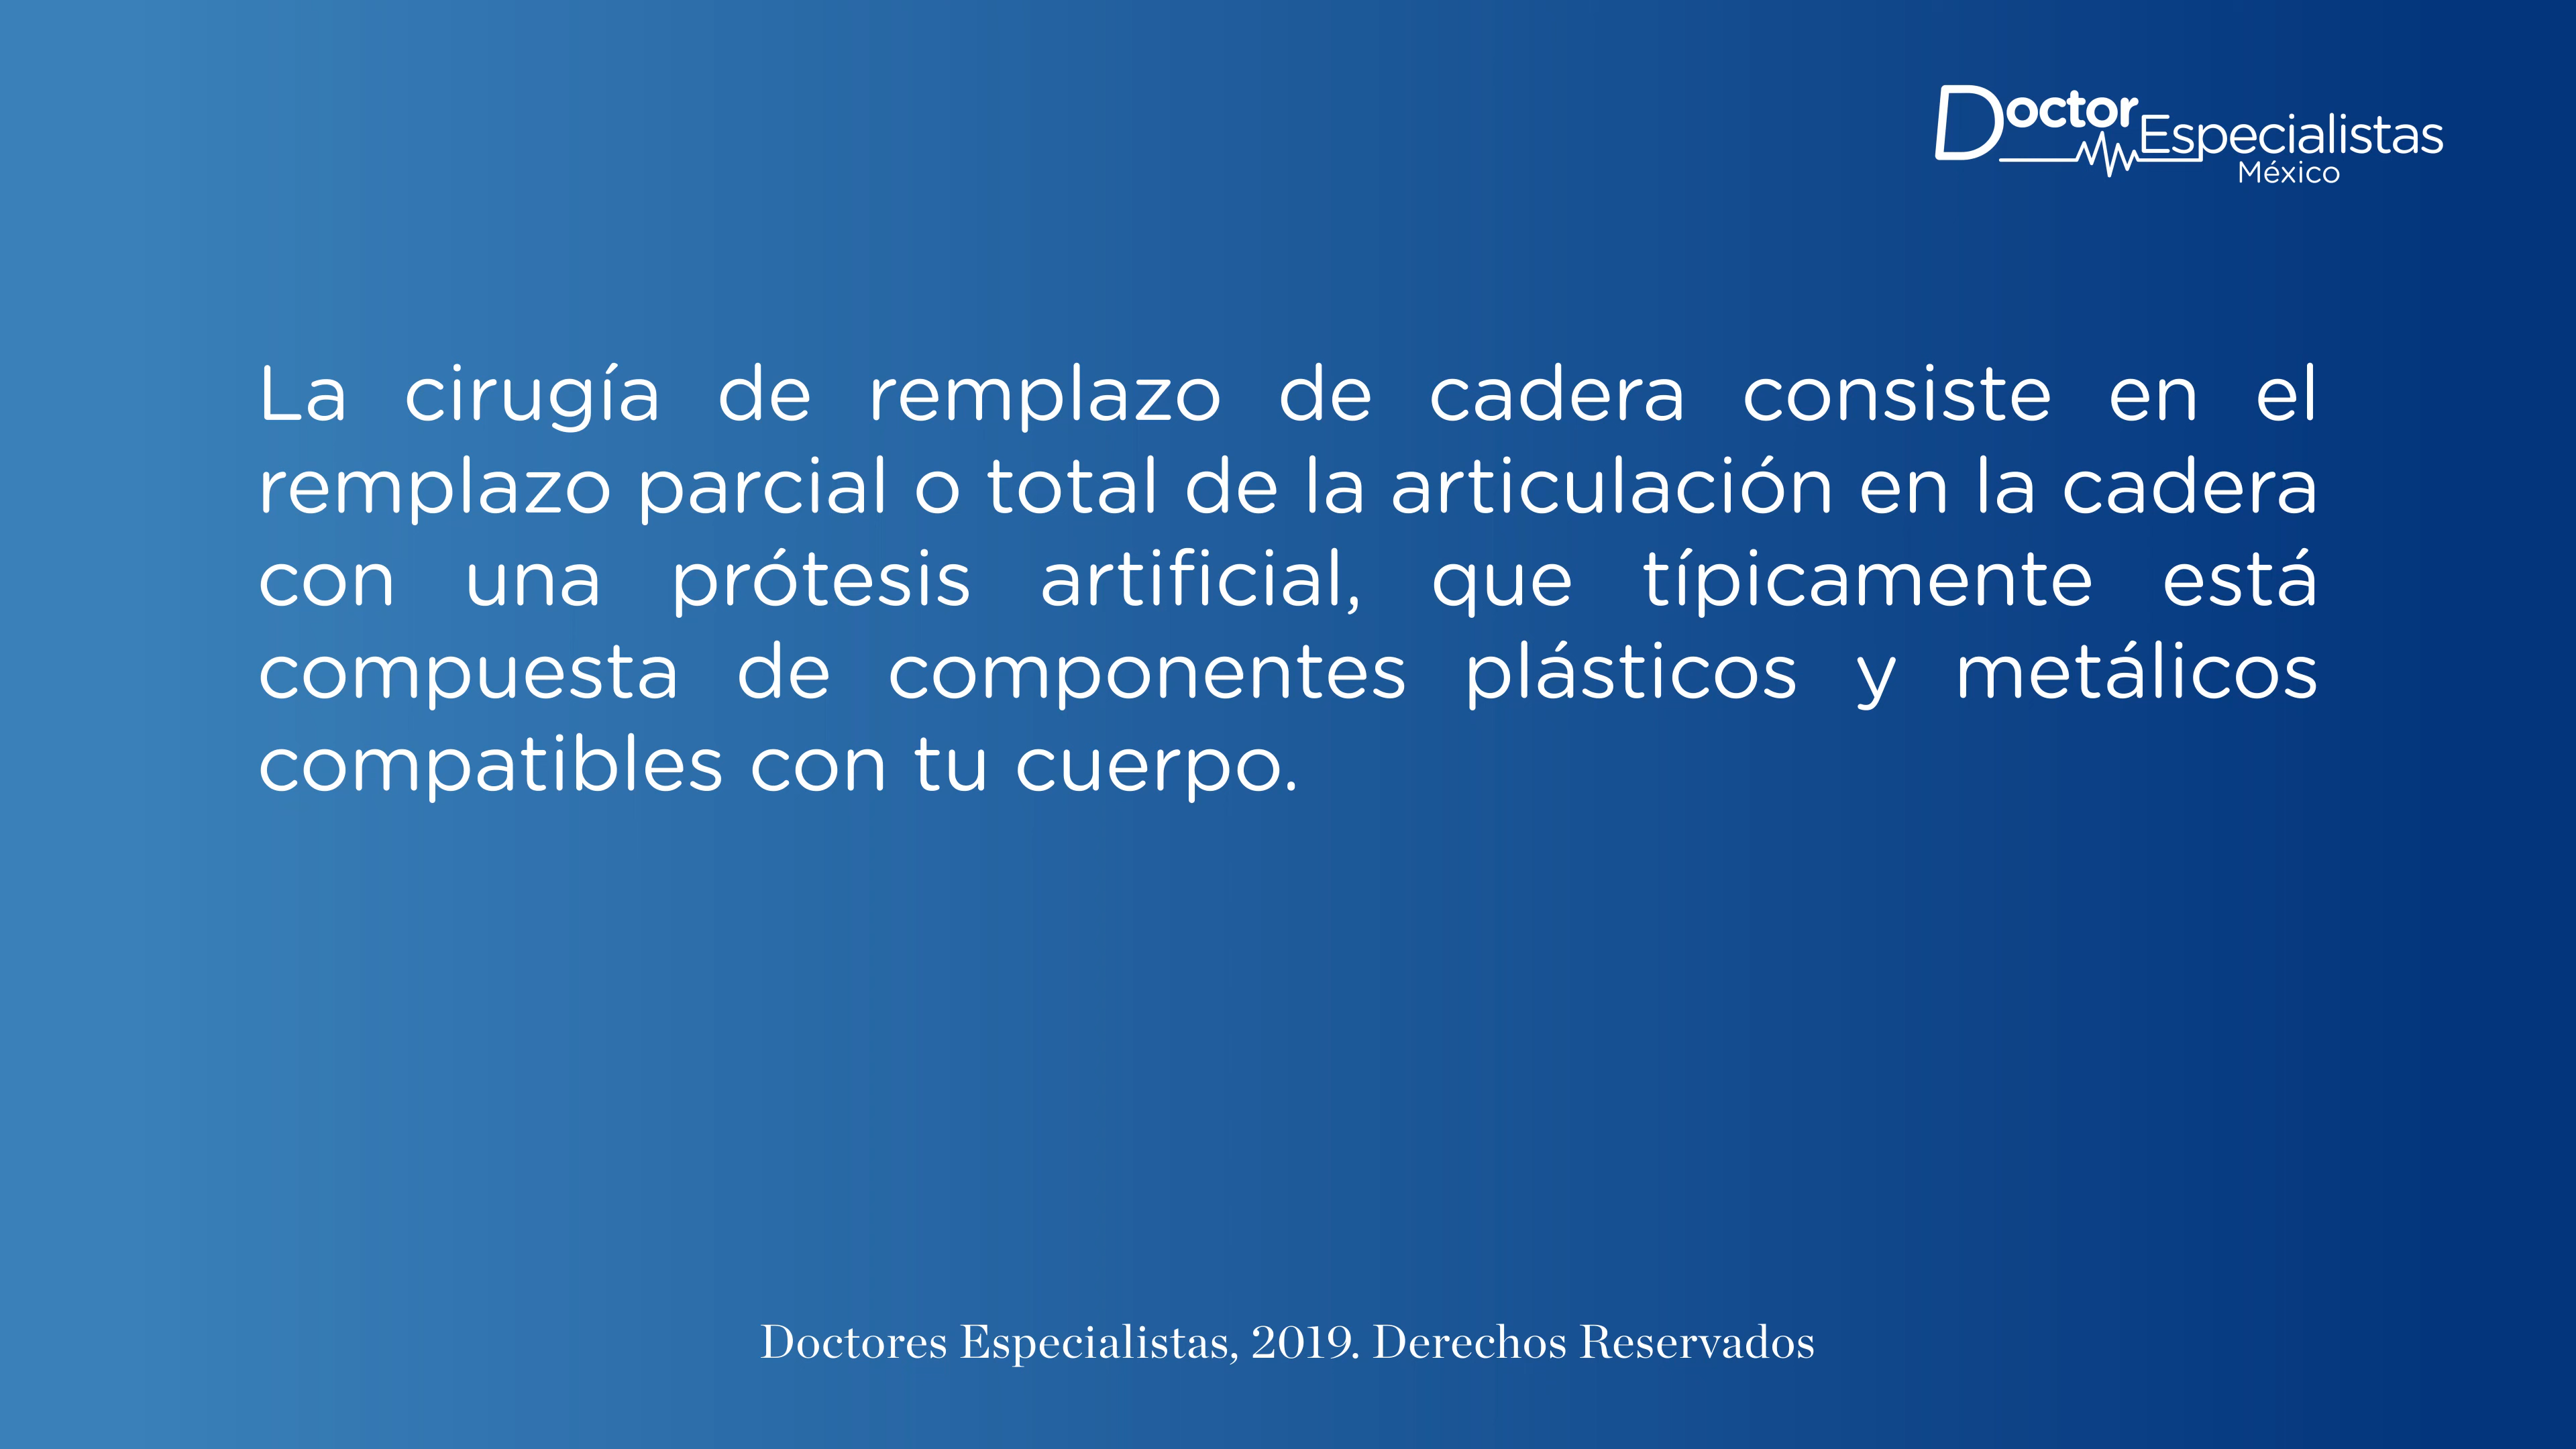 Doctor Especialistas
México
La cirugía de remplazo de cadera consiste en el
remplazo parcial o total de la articulación en la cadera
con una prótesis artificial, que típicamente está
compuesta de componentes plásticos y metálicos
compatibles con tu cuerpo.
Doctores Especialistas, 2019. Derechos Reservados